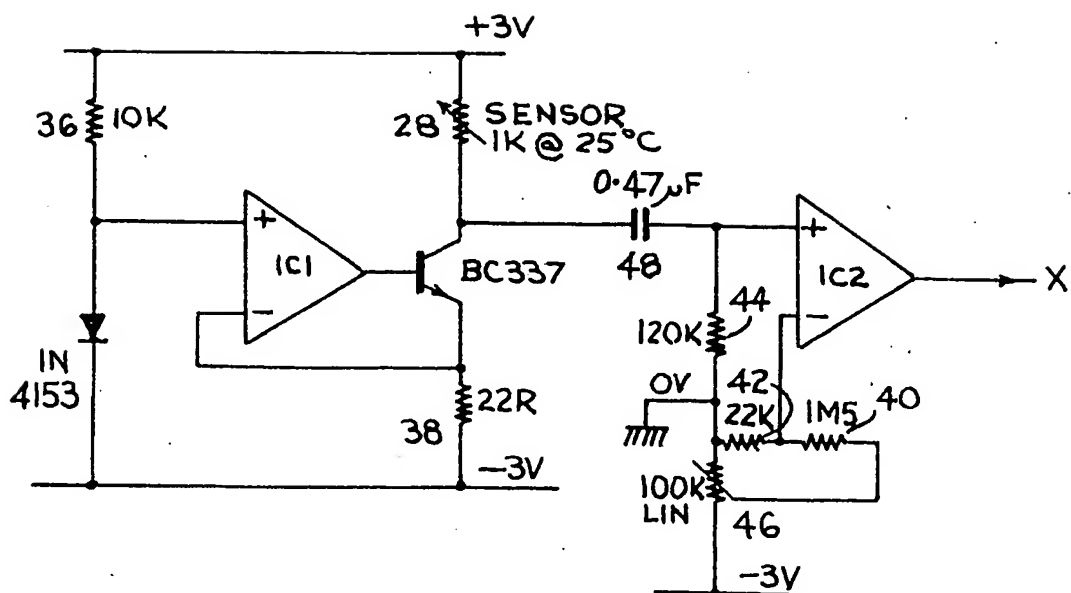 +3V
36
10K
28
SENSOR
1K @ 25°C
0.47µF
+
IC1
−
BC337
48
+
IC2
−
X
44
120K
IN
4153
22R
38
0V
42
22K
1M5
40
−3V
100K
LIN
46
−3V